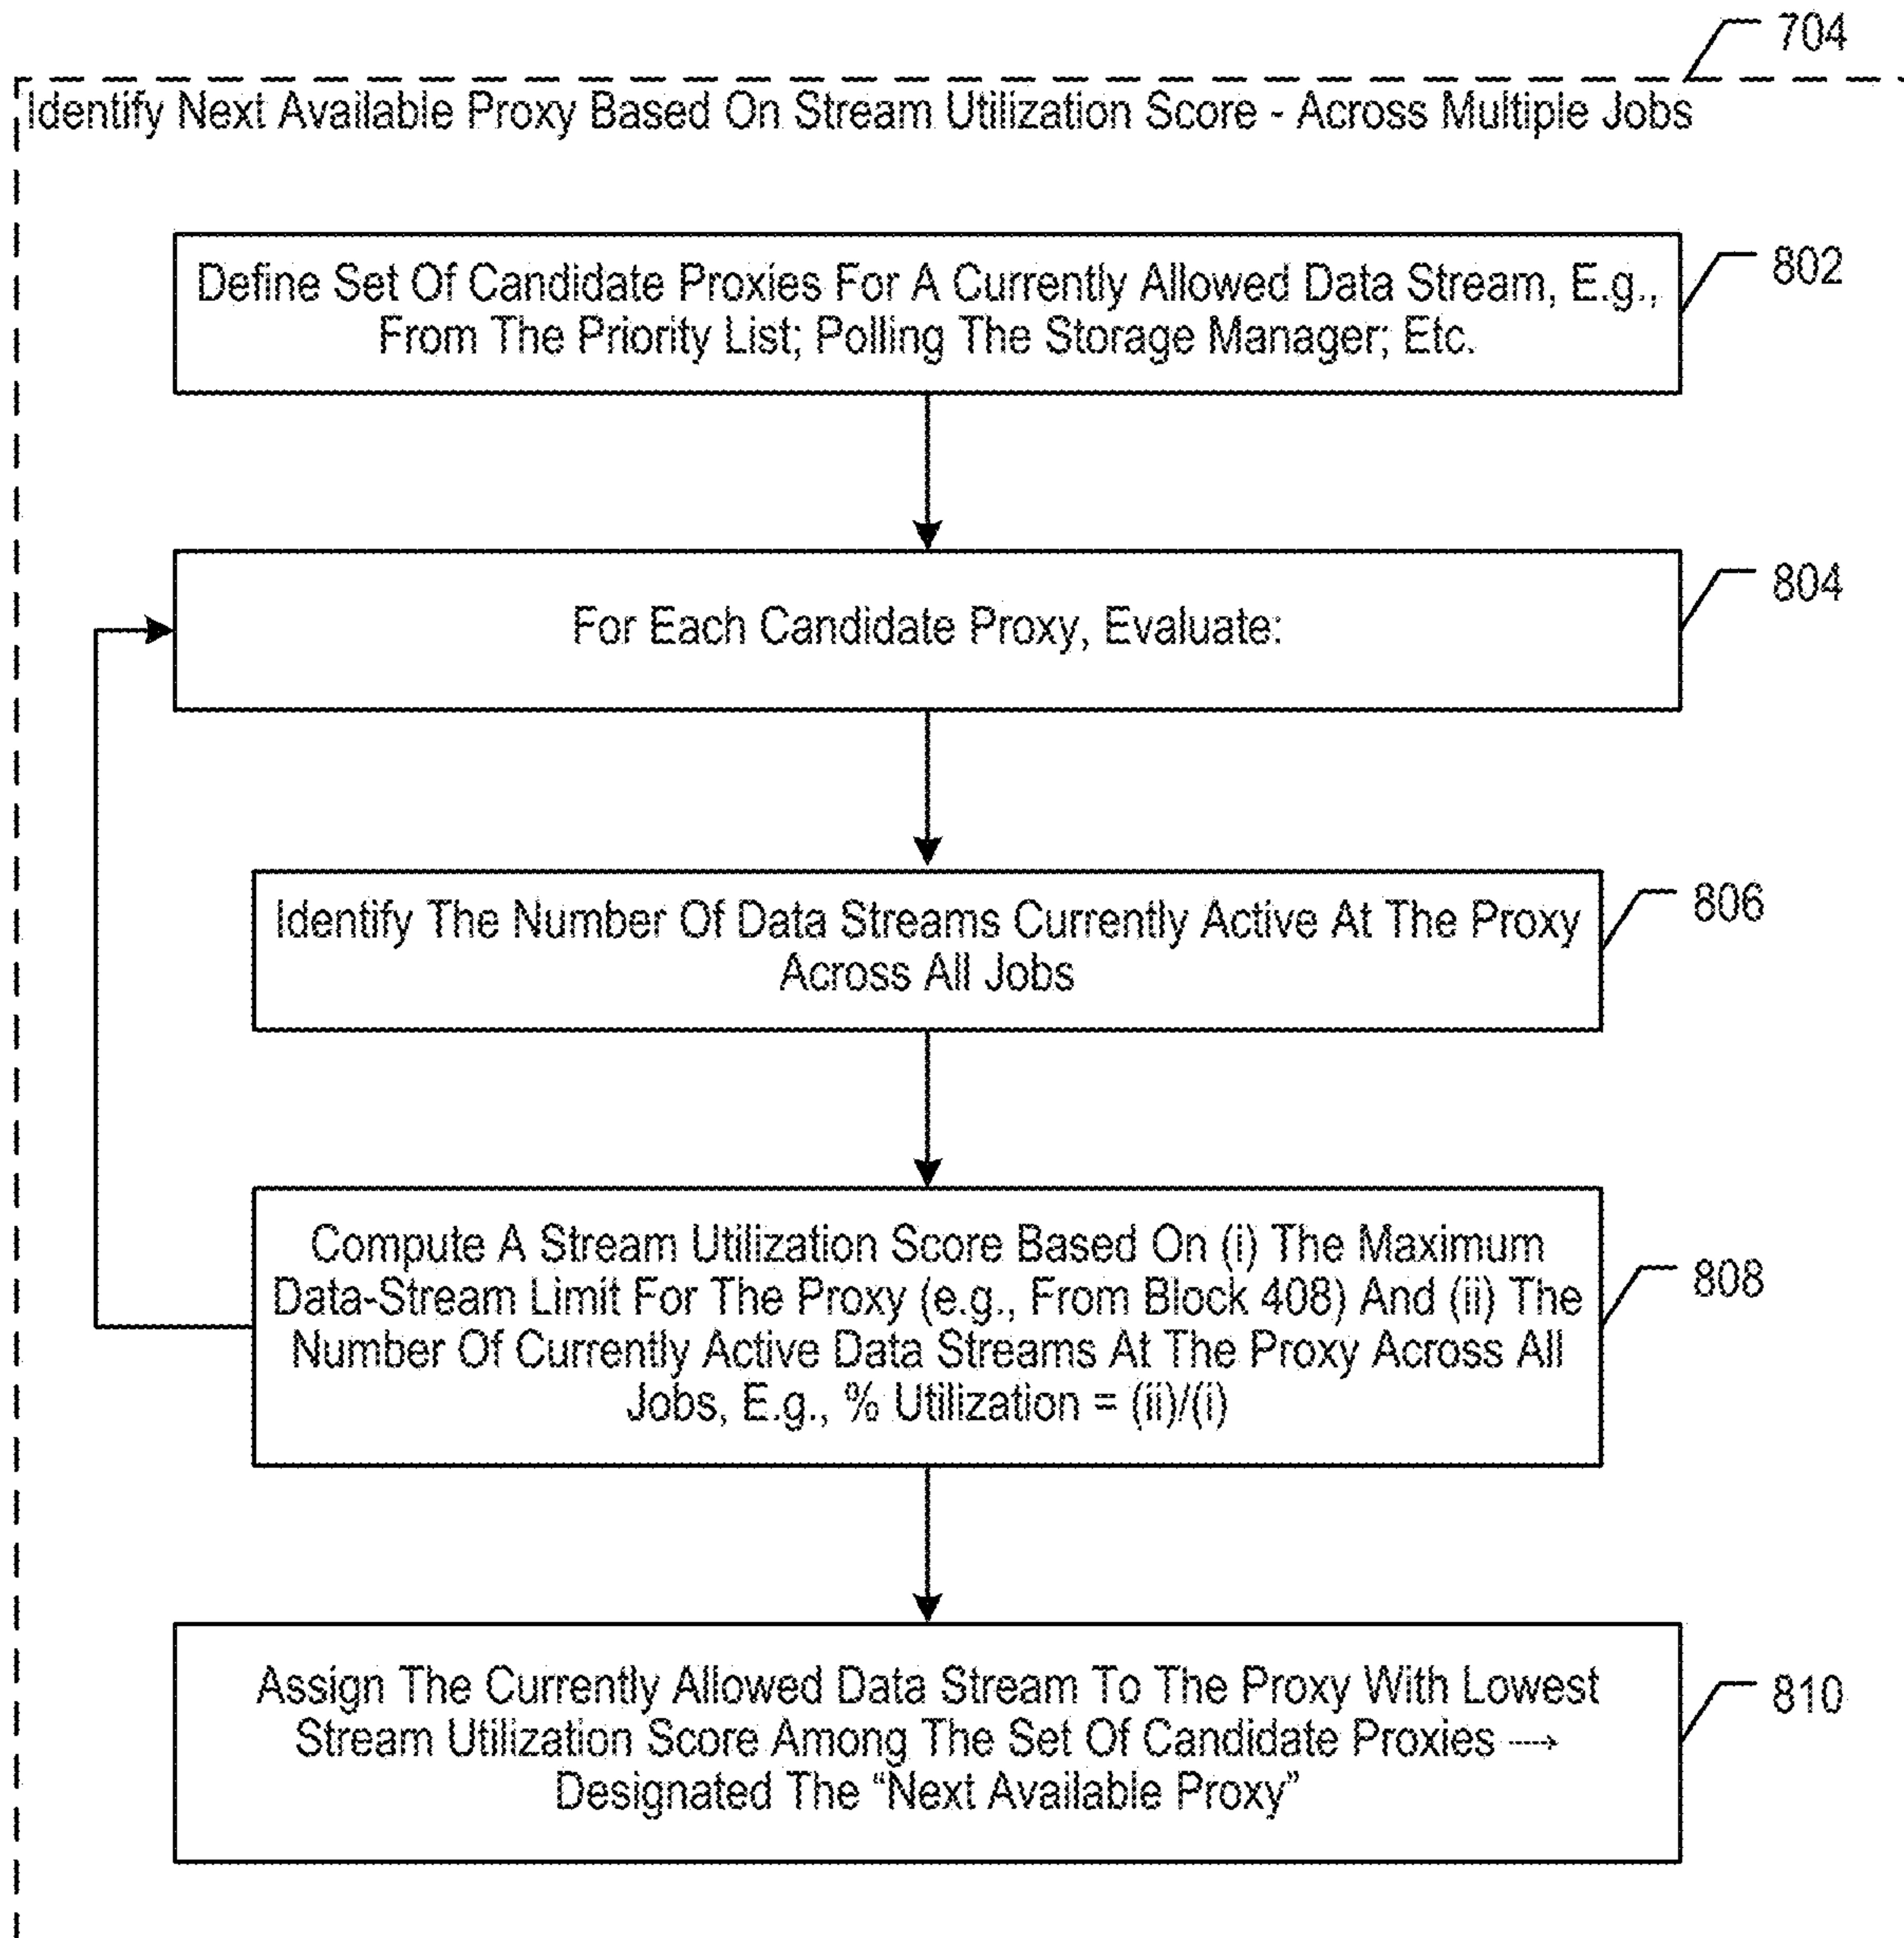 704
Identify Next Available Proxy Based On Stream Utilization Score - Across Multiple Jobs
Define Set Of Candidate Proxies For A Currently Allowed Data Stream, E.g.,
From The Priority List; Polling The Storage Manager; Etc.
802
For Each Candidate Proxy, Evaluate:
804
Identify The Number Of Data Streams Currently Active At The Proxy
Across All Jobs
806
Compute A Stream Utilization Score Based On (i) The Maximum
Data-Stream Limit For The Proxy (e.g., From Block 408) And (ii) The
Number Of Currently Active Data Streams At The Proxy Across All
Jobs, E.g., % Utilization = (ii)/(i)
808
Assign The Currently Allowed Data Stream To The Proxy With Lowest
Stream Utilization Score Among The Set Of Candidate Proxies →
Designated The “Next Available Proxy”
810